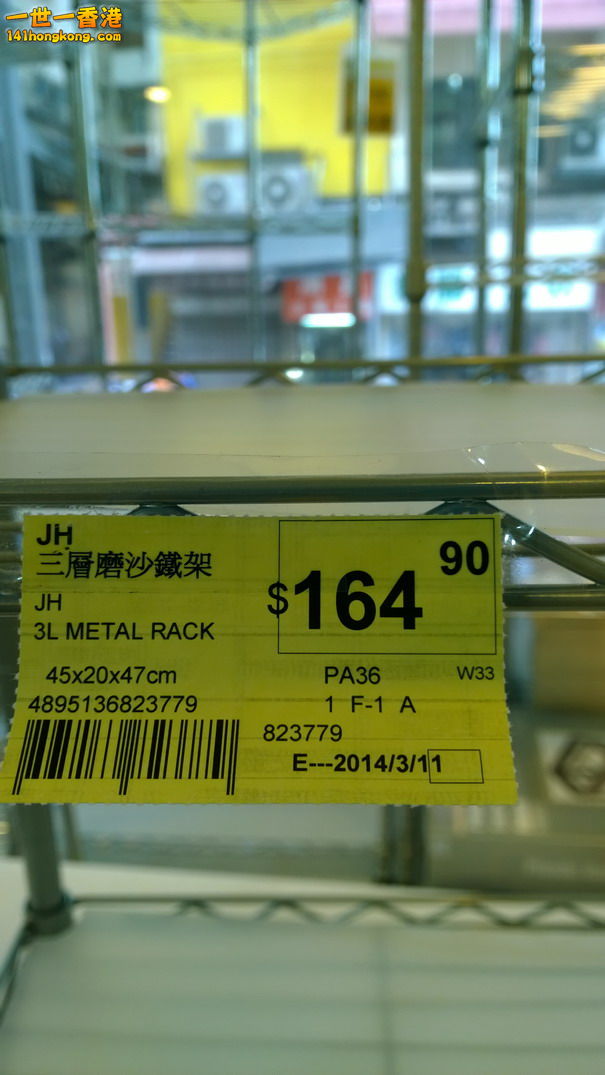 一世一香港
141hongkong.com
JH
三層磨沙鐵架
JH
3L METAL RACK
$164 90
45x20x47cm
PA36 W33
4895136823779
1 F-1 A
823779
E---2014/3/11